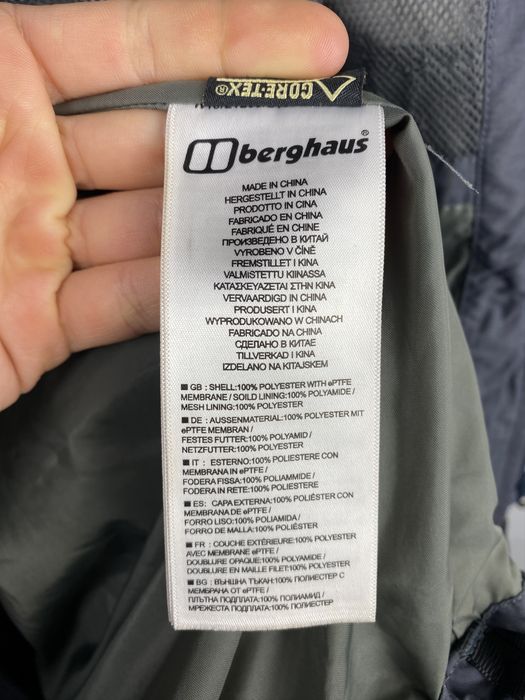 GORE-TEX®
berghaus®
MADE IN CHINA
HERGESTELLT IN CHINA
PRODOTTO IN CINA
FABRICADO EN CHINA
FABRIQUÉ EN CHINE
ПРОИЗВЕДЕНО В КИТАЙ
VYROBENO V ČÍNĚ
FREMSTILLET I KINA
VALMISTETTU KIINASSA
ΚΑΤΑΣΚΕΥΑΖΕΤΑΙ ΣΤΗΝ ΚΙΝΑ
VERVAARDIGD IN CHINA
PRODUSERT I KINA
WYPRODUKOWANO W CHINACH
FABRICADO NA CHINA
СДЕЛАНО В КИТАЕ
TILLVERKAD I KINA
IZDELANO NA KITAJSKEM
■ GB : SHELL:100% POLYESTER WITH ePTFE
MEMBRANE / SOILD LINING:100% POLYAMIDE /
MESH LINING:100% POLYESTER
■ DE : AUSSENMATERIAL:100% POLYESTER MIT
ePTFE MEMBRAN /
FESTES FUTTER:100% POLYAMID /
NETZFUTTER:100% POLYESTER
■ IT : ESTERNO:100% POLIESTERE CON
MEMBRANA IN ePTFE /
FODERA FISSA:100% POLIAMMIDE /
FODERA IN RETE:100% POLIESTERE
■ ES: CAPA EXTERNA:100% POLIÉSTER CON
MEMBRANA DE ePTFE /
FORRO LISO:100% POLIAMIDA /
FORRO DE MALLA:100% POLIÉSTER
■ FR : COUCHE EXTÉRIEURE:100% POLYESTER
AVEC MEMBRANE ePTFE /
DOUBLURE OPAQUE:100% POLYAMIDE /
DOUBLURE EN MAILLE FILET:100% POLYESTER
■ BG : ВЪНШНА ТЪКАН:100% ПОЛИЕСТЕР С
МЕМБРАНА ОТ ePTFE /
ПЛЪТНА ПОДПЛАТА:100% ПОЛИАМИД /
МРЕЖЕСТА ПОДПЛАТА:100% ПОЛИЕСТЕР